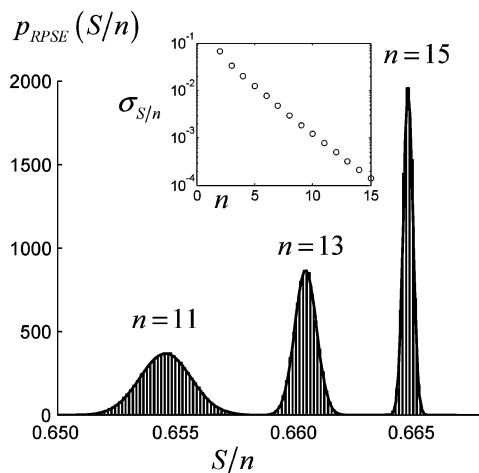 p_RPSE (S/n)
n = 15
2000
1500
1000
500
0
n = 13
n = 11
0.650
0.655
0.660
0.665
S/n
10^-1
10^-2
10^-3
10^-4
σ_S/n
0
5
10
15
n